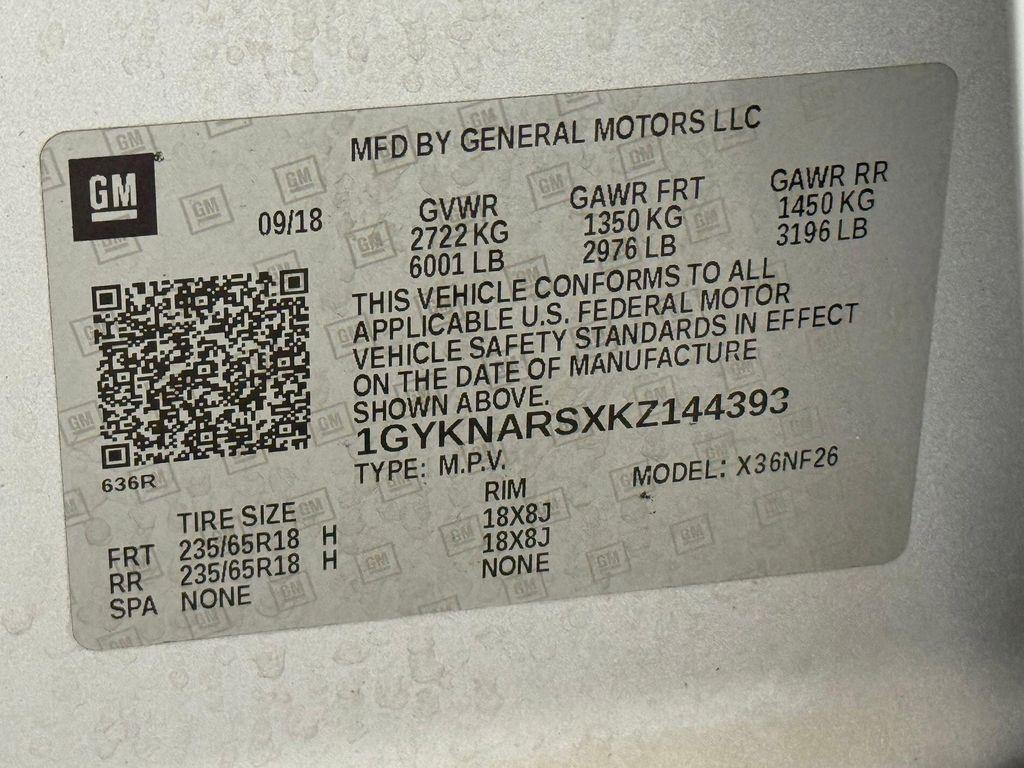 MFD BY GENERAL MOTORS LLC
GM
09/18
GVWR GAWR FRT GAWR RR
2722 KG 1350 KG 1450 KG
6001 LB 2976 LB 3196 LB
THIS VEHICLE CONFORMS TO ALL
APPLICABLE U.S. FEDERAL MOTOR
VEHICLE SAFETY STANDARDS IN EFFECT
ON THE DATE OF MANUFACTURE
SHOWN ABOVE.
1GYKNARSXKZ144393
636R
TYPE: M.P.V. MODEL: X36NF26
TIRE SIZE RIM
FRT 235/65R18 H 18X8J
RR 235/65R18 H 18X8J
SPA NONE NONE